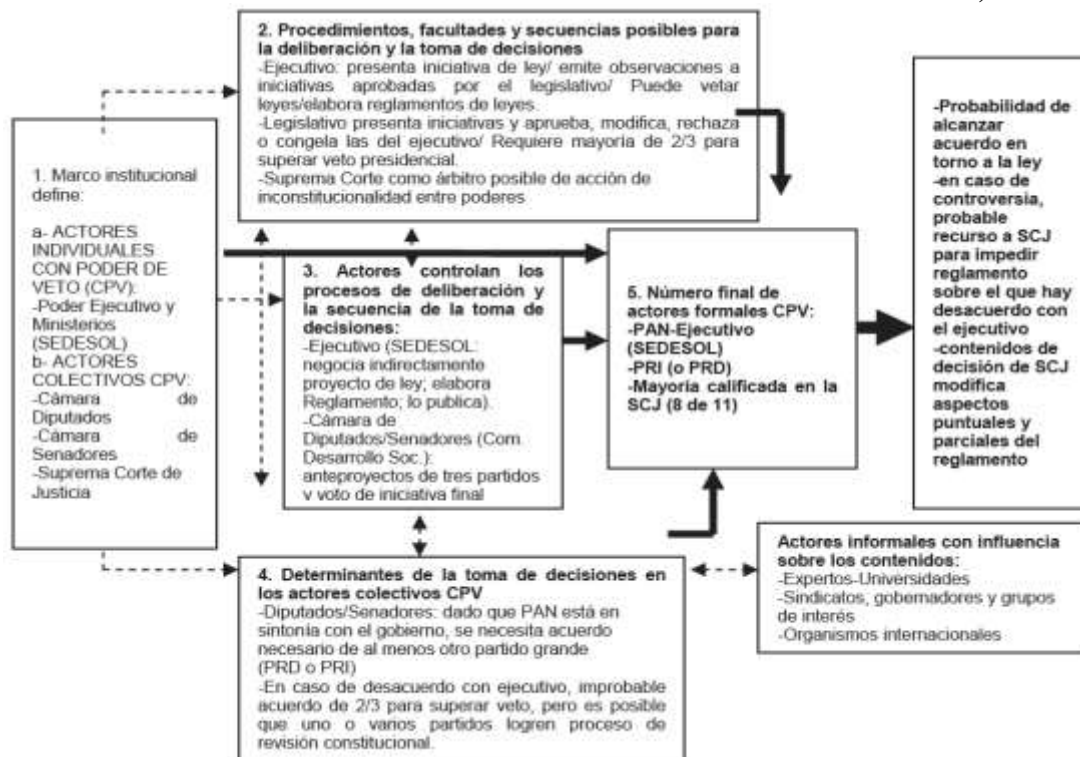 2. Procedimientos, facultades y secuencias posibles para
la deliberación y la toma de decisiones
-Ejecutivo: presenta iniciativa de ley/ emite observaciones a
iniciativas aprobadas por el legislativo/ Puede vetar
leyes/elabora reglamentos de leyes.
-Legislativo presenta iniciativas y aprueba, modifica, rechaza
o congela las del ejecutivo/ Requiere mayoría de 2/3 para
superar veto presidencial.
-Suprema Corte como árbitro posible de acción de
inconstitucionalidad entre poderes
1. Marco institucional
define:
a- ACTORES
INDIVIDUALES
CON PODER DE
VETO (CPV):
-Poder Ejecutivo y
Ministerios
(SEDESOL)
b- ACTORES
COLECTIVOS CPV:
-Cámara de
Diputados
-Cámara de
Senadores
-Suprema Corte de
Justicia
3. Actores controlan los
procesos de deliberación y
la secuencia de la toma de
decisiones:
-Ejecutivo (SEDESOL:
negocia indirectamente
proyecto de ley; elabora
Reglamento; lo publica).
-Cámara de
Diputados/Senadores (Com.
Desarrollo Soc.):
anteproyectos de tres partidos
y voto de iniciativa final
5. Número final de
actores formales CPV:
-PAN-Ejecutivo
(SEDESOL)
-PRI (o PRD)
-Mayoría calificada en la
SCJ (8 de 11)
-Probabilidad de
alcanzar
acuerdo en
torno a la ley
-en caso de
controversia,
probable
recurso a SCJ
para impedir
reglamento
sobre el que hay
desacuerdo con
el ejecutivo
-contenidos de
decisión de SCJ
modifica
aspectos
puntuales y
parciales del
reglamento
4. Determinantes de la toma de decisiones en
los actores colectivos CPV
-Diputados/Senadores: dado que PAN está en
sintonía con el gobierno, se necesita acuerdo
necesario de al menos otro partido grande
(PRD o PRI)
-En caso de desacuerdo con ejecutivo, improbable
acuerdo de 2/3 para superar veto, pero es posible
que uno o varios partidos logren proceso de
revisión constitucional.
Actores informales con influencia
sobre los contenidos:
-Expertos-Universidades
-Sindicatos, gobernadores y grupos
de interés
-Organismos internacionales